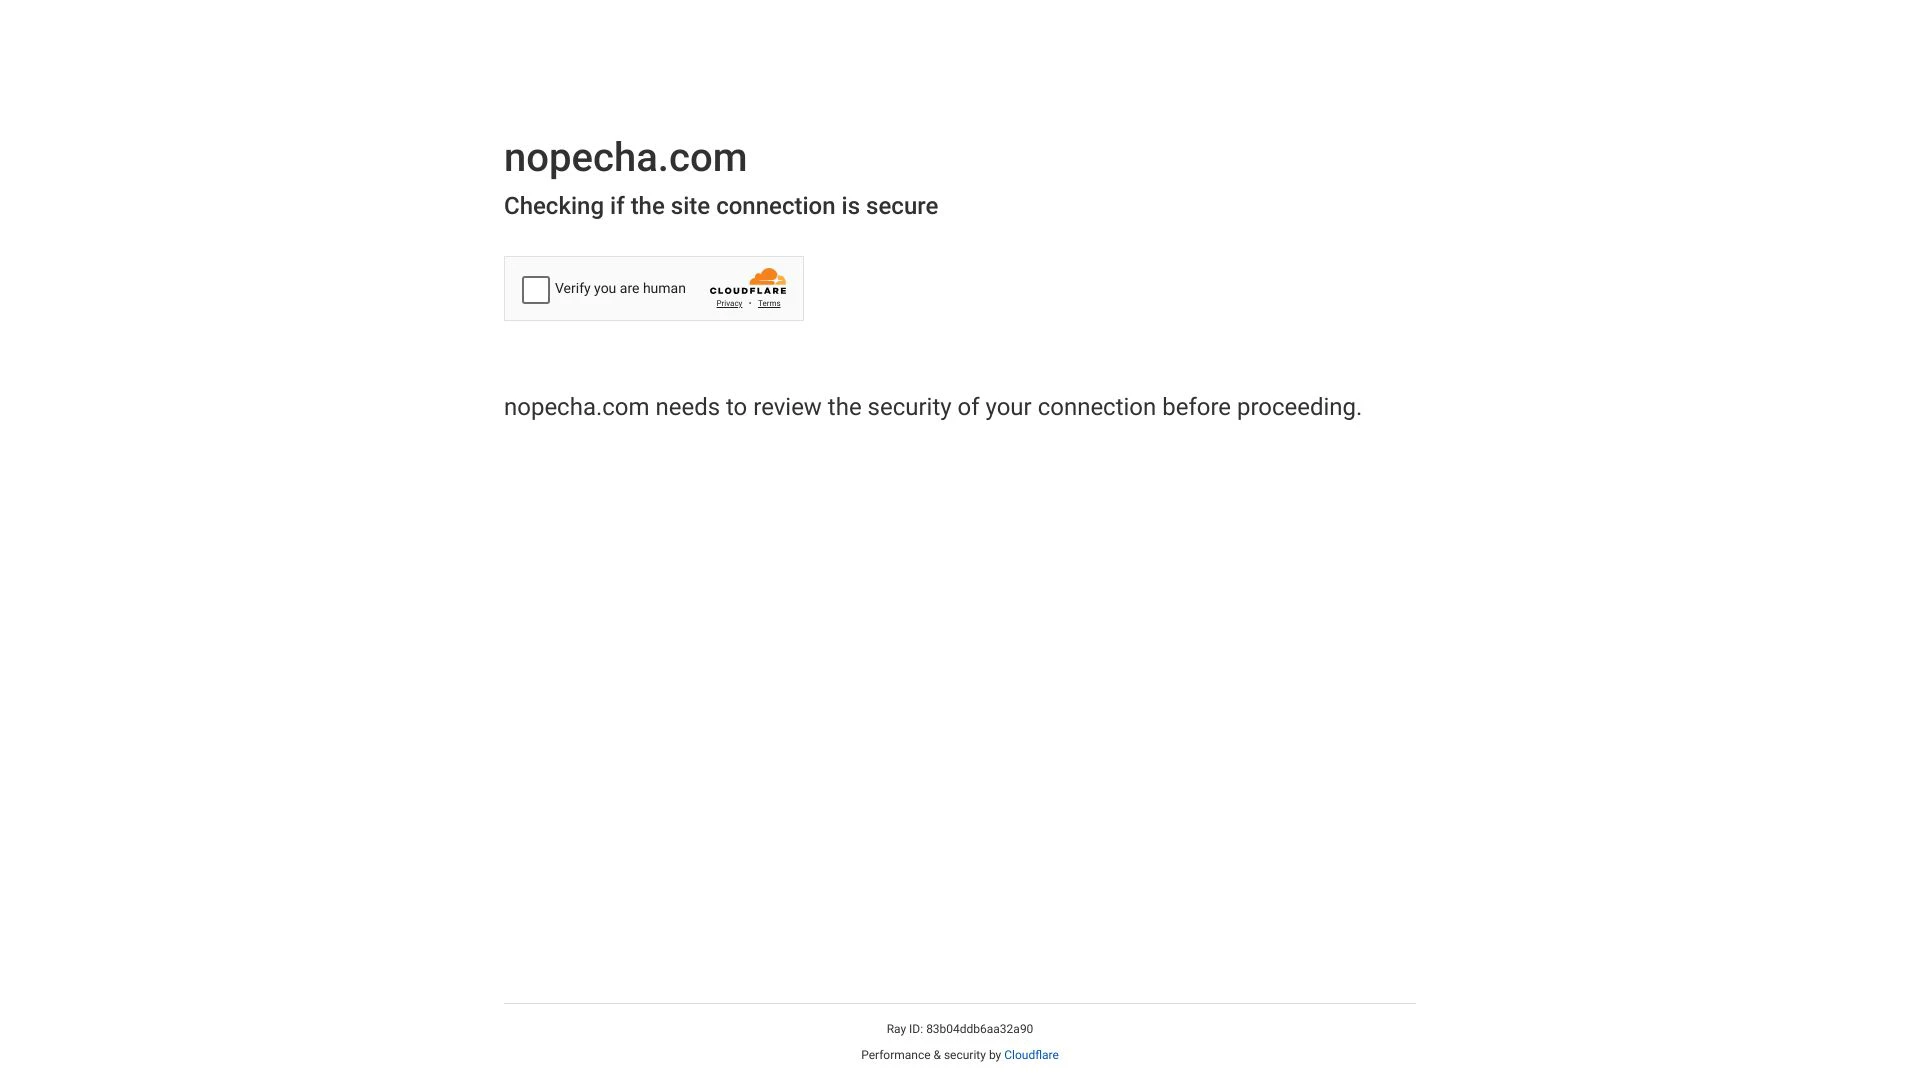 nopecha.com
Checking if the site connection is secure
Verify you are human
CLOUDFLARE
Privacy • Terms
nopecha.com needs to review the security of your connection before proceeding.
Ray ID: 83b04ddb6aa32a90
Performance & security by Cloudflare